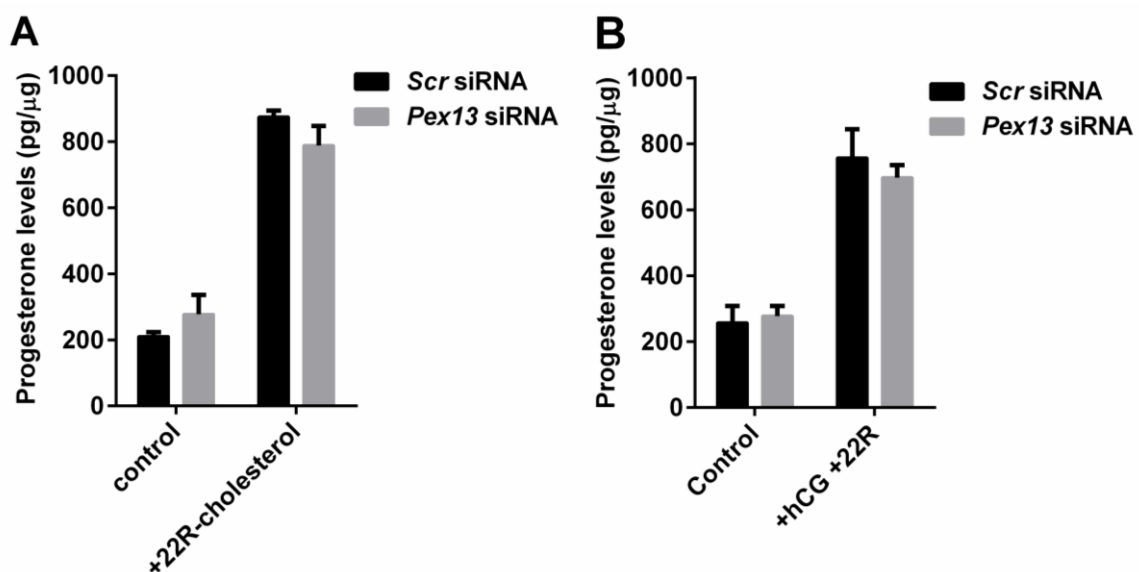 A
Progesterone levels (pg/μg)
1000
800
600
400
200
0
control
+22R-cholesterol
Scr siRNA
Pex13 siRNA
B
Progesterone levels (pg/μg)
1000
800
600
400
200
0
Control
+hCG +22R
Scr siRNA
Pex13 siRNA